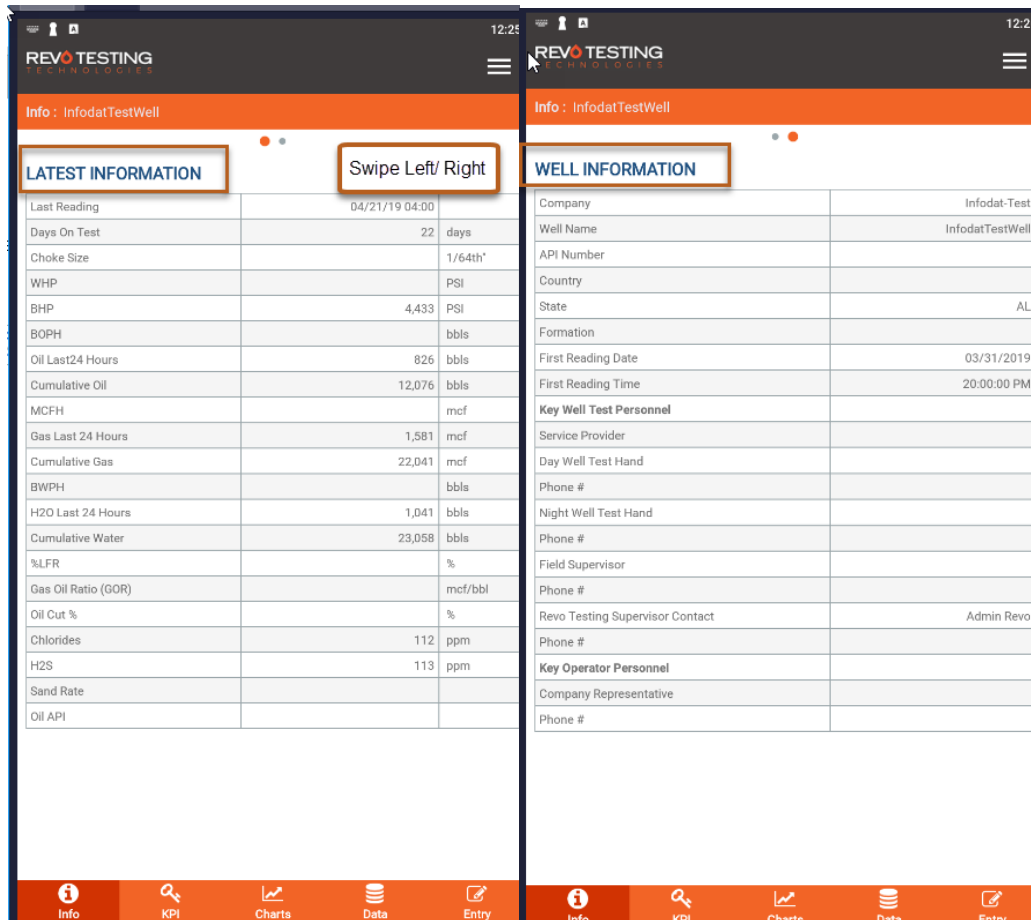 12:25
REVO TESTING
TECHNOLOGIES
Info : InfodatTestWell
LATEST INFORMATION
Swipe Left/ Right
Last Reading 04/21/19 04:00
Days On Test 22 days
Choke Size 1/64th"
WHP PSI
BHP 4,433 PSI
BOPH bbls
Oil Last24 Hours 826 bbls
Cumulative Oil 12,076 bbls
MCFH mcf
Gas Last 24 Hours 1,581 mcf
Cumulative Gas 22,041 mcf
BWPH bbls
H2O Last 24 Hours 1,041 bbls
Cumulative Water 23,058 bbls
%LFR %
Gas Oil Ratio (GOR) mcf/bbl
Oil Cut % %
Chlorides 112 ppm
H2S 113 ppm
Sand Rate
Oil API
Info KPI Charts Data Entry
12:2
REVO TESTING
TECHNOLOGIES
Info : InfodatTestWell
WELL INFORMATION
Company Infodat-Test
Well Name InfodatTestWell
API Number
Country
State AL
Formation
First Reading Date 03/31/2019
First Reading Time 20:00:00 PM
Key Well Test Personnel
Service Provider
Day Well Test Hand
Phone #
Night Well Test Hand
Phone #
Field Supervisor
Phone #
Revo Testing Supervisor Contact Admin Revo
Phone #
Key Operator Personnel
Company Representative
Phone #
Info KPI Charts Data Entry